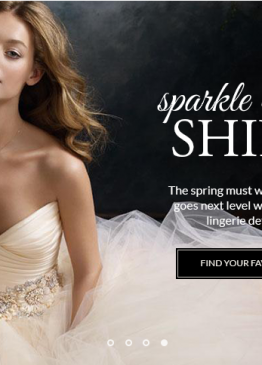 sparkle
SHI
The spring must w
goes next level w
lingerie de
FIND YOUR FA